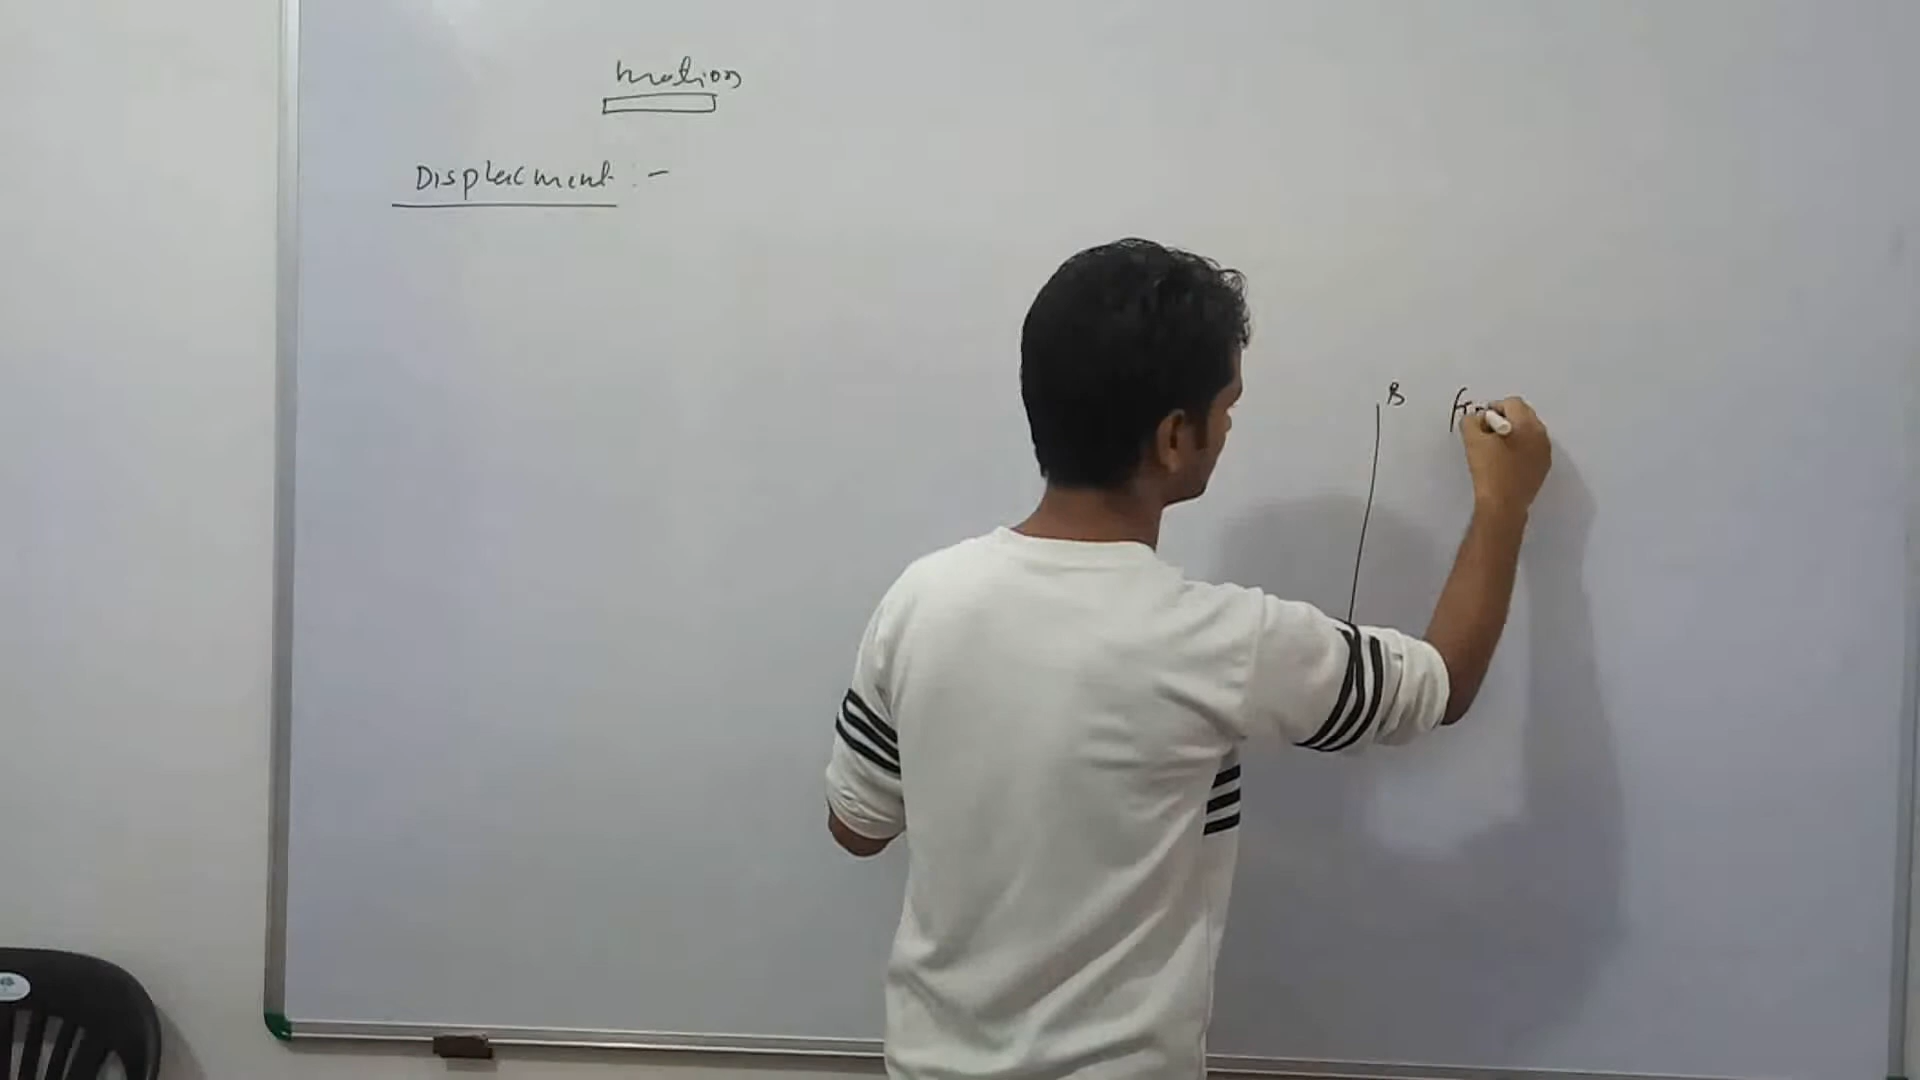 Motion
Displacment :-
B